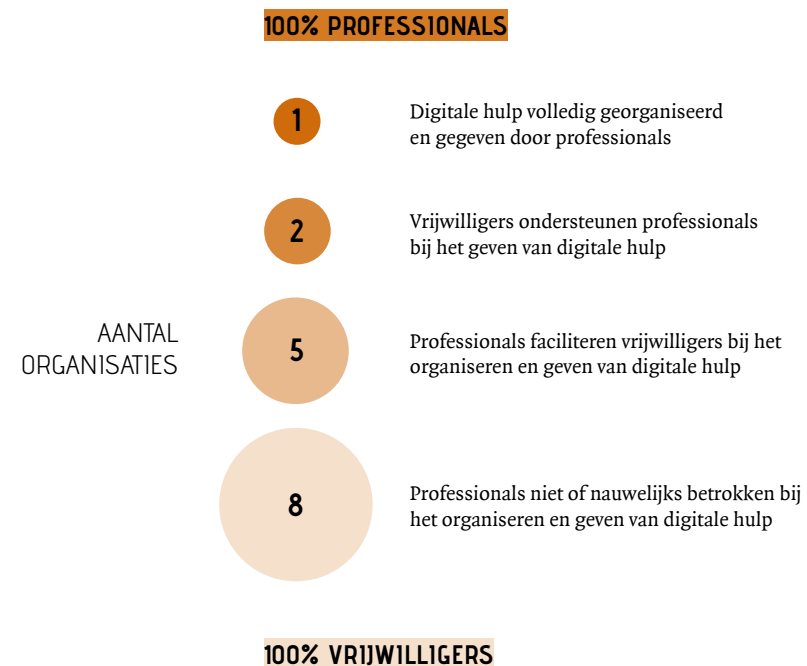 100% PROFESSIONALS
1
Digitale hulp volledig georganiseerd
en gegeven door professionals
2
Vrijwilligers ondersteunen professionals
bij het geven van digitale hulp
AANTAL
ORGANISATIES
5
Professionals faciliteren vrijwilligers bij het
organiseren en geven van digitale hulp
8
Professionals niet of nauwelijks betrokken bij
het organiseren en geven van digitale hulp
100% VRIJWILLIGERS